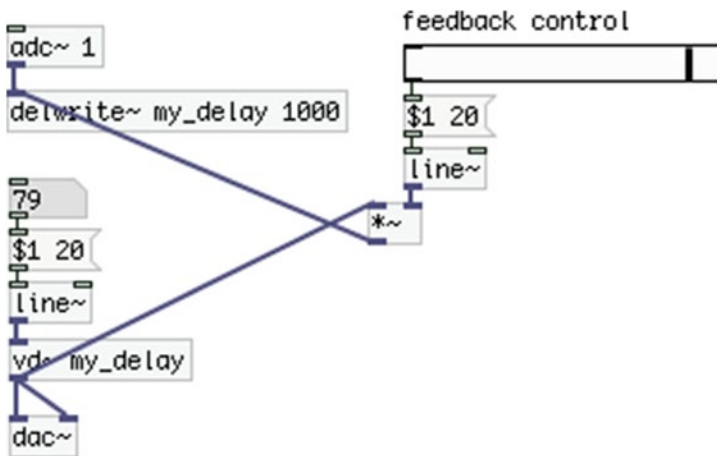 feedback control
adc~ 1
delwrite~ my_delay 1000
$1 20
line~
*~
79
$1 20
line~
vd~ my_delay
dac~